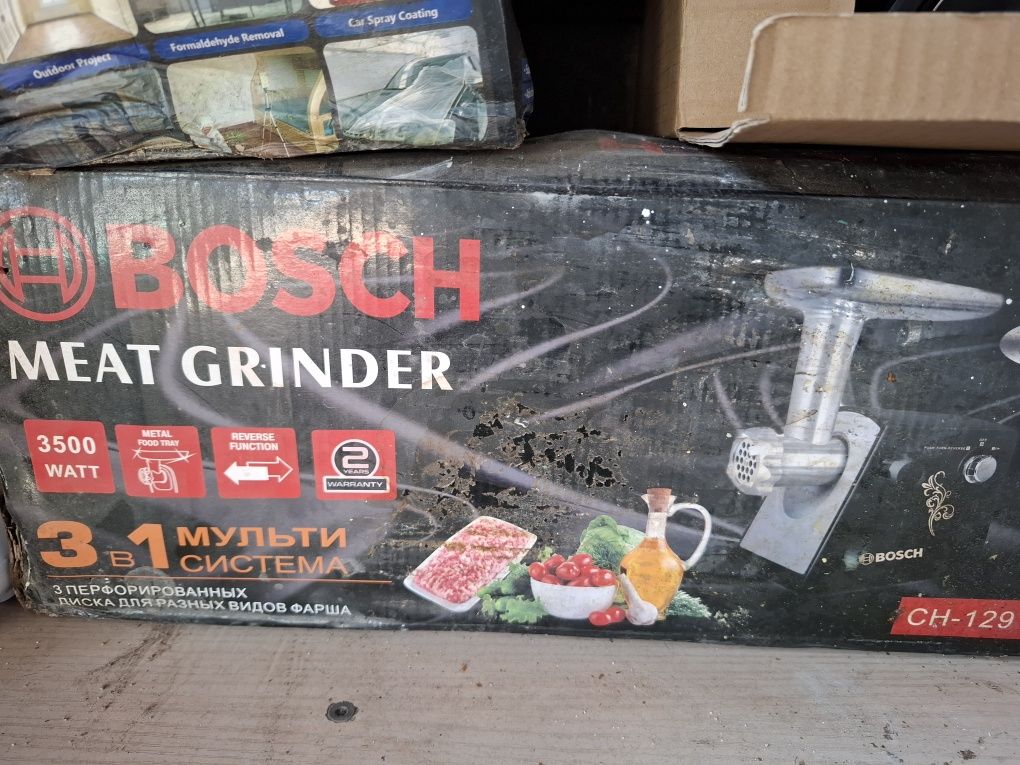 Car Spray Coating
Formaldehyde Removal
Outdoor Project
BOSCH
MEAT GRINDER
3500
WATT
METAL
FOOD TRAY
REVERSE
FUNCTION
2
YEARS
WARRANTY
3 В 1 МУЛЬТИ
СИСТЕМА
3 ПЕРФОРИРОВАННЫХ
ДИСКА ДЛЯ РАЗНЫХ ВИДОВ ФАРША
BOSCH
CH-129